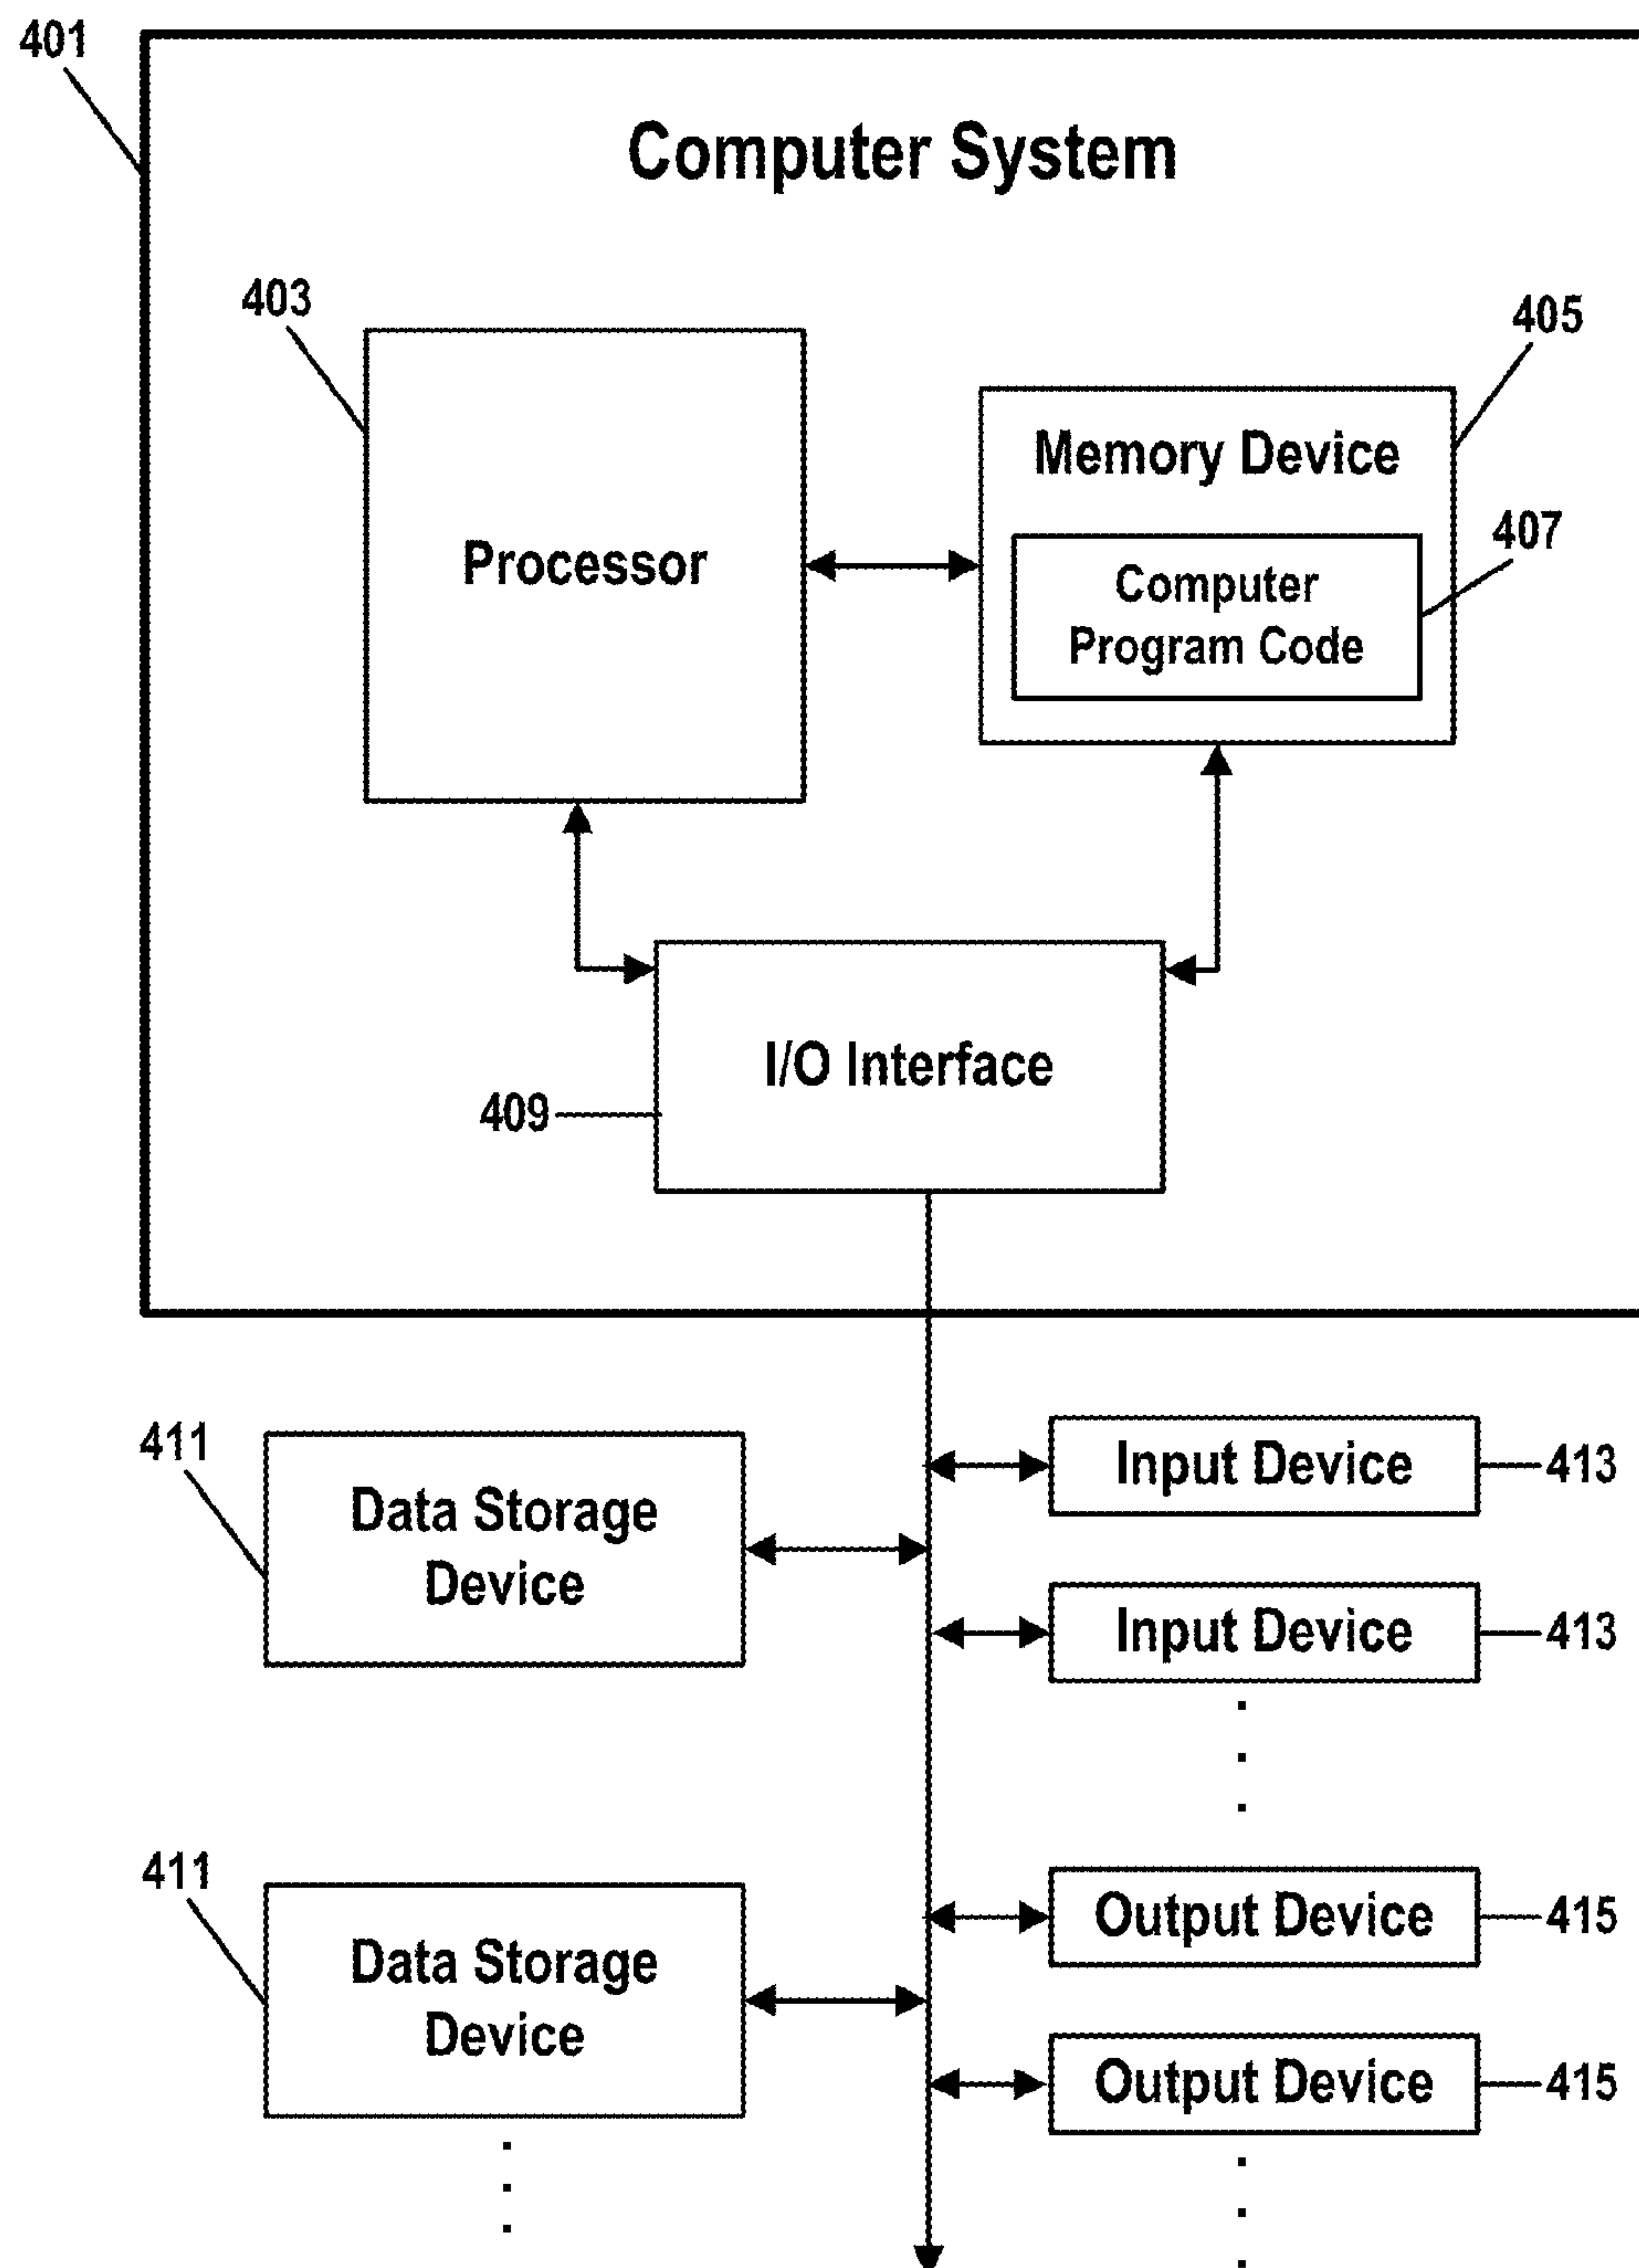 401
Computer System
403
405
Memory Device
407
Processor
Computer
Program Code
I/O Interface
409
411
Input Device
413
Data Storage
Device
Input Device
413
411
Output Device
415
Data Storage
Device
Output Device
415